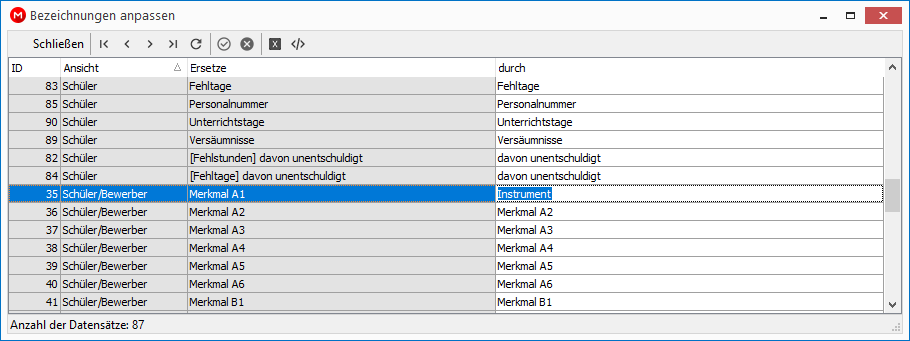 Bezeichnungen anpassen
Schließen
ID Ansicht Ersetze durch
83 Schüler Fehltage Fehltage
85 Schüler Personalnummer Personalnummer
90 Schüler Unterrichtstage Unterrichtstage
89 Schüler Versäumnisse Versäumnisse
82 Schüler [Fehlstunden] davon unentschuldigt davon unentschuldigt
84 Schüler [Fehltage] davon unentschuldigt davon unentschuldigt
35 Schüler/Bewerber Merkmal A1 Instrument
36 Schüler/Bewerber Merkmal A2 Merkmal A2
37 Schüler/Bewerber Merkmal A3 Merkmal A3
38 Schüler/Bewerber Merkmal A4 Merkmal A4
39 Schüler/Bewerber Merkmal A5 Merkmal A5
40 Schüler/Bewerber Merkmal A6 Merkmal A6
41 Schüler/Bewerber Merkmal B1 Merkmal B1
Anzahl der Datensätze: 87